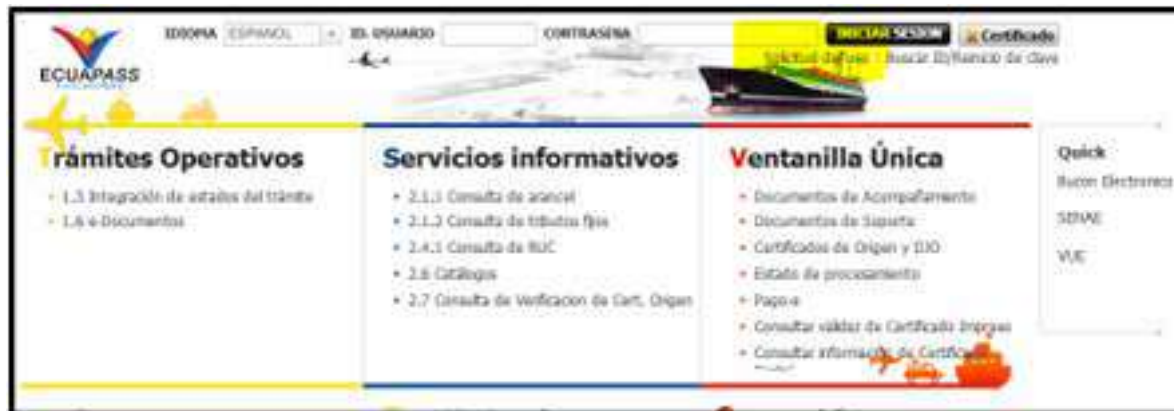 IDIOMA ESPAÑOL ID. USUARIO CONTRASEÑA INICIAR SESION Certificado
Solicitud de Uso Buscar ID/Reinicio de clave
ECUAPASS
Trámites Operativos
1.5 Integración de estados del trámite
1.6 e-Documentos
Servicios informativos
2.1.1 Consulta de arancel
2.1.2 Consulta de tributos fijos
2.4.1 Consulta de RUC
2.6 Catálogos
2.7 Consulta de Verificacion de Cert. Origen
Ventanilla Única
Documentos de Acompañamiento
Documentos de Soporte
Certificados de Origen y DJO
Estado de procesamiento
Pago-e
Consultar validez de Certificado Impreso
Consultar información de Certificado
Quick
Buzon Electronico
SENAE
VUE